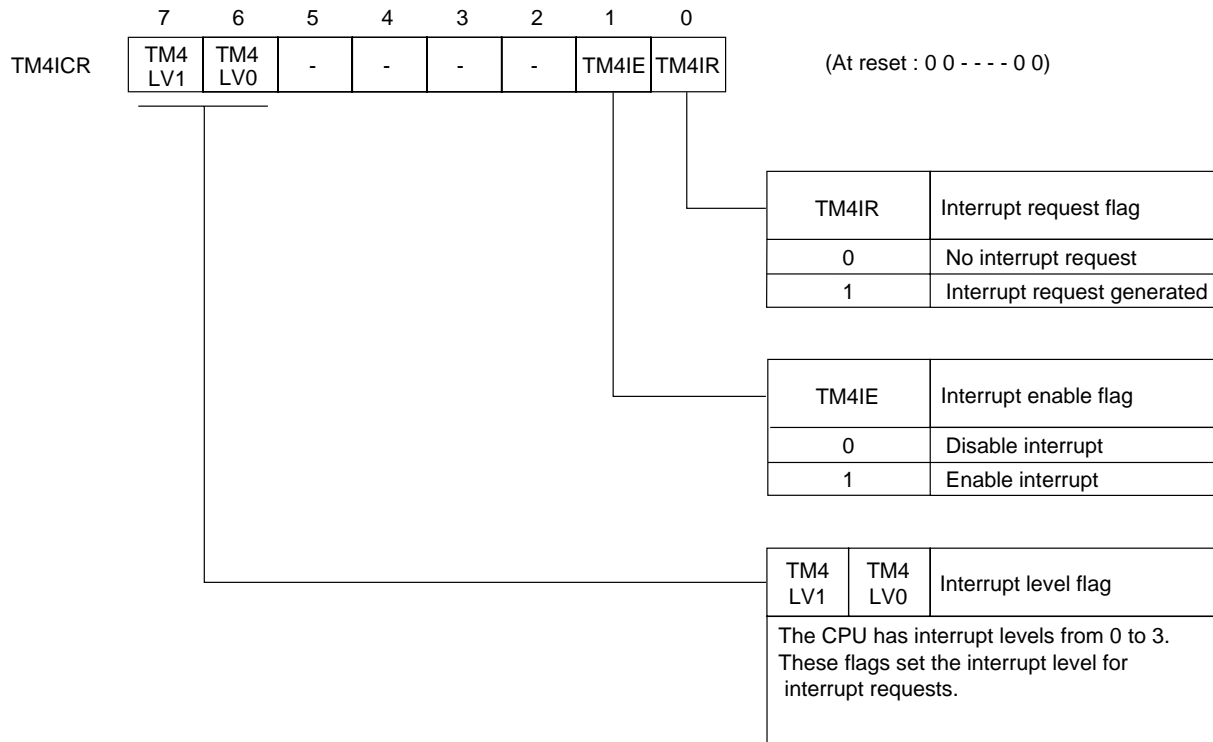 7 6 5 4 3 2 1 0
TM4ICR TM4 LV1 TM4 LV0 - - - - TM4IE TM4IR (At reset : 0 0 - - - - 0 0)
TM4IR Interrupt request flag
0 No interrupt request
1 Interrupt request generated
TM4IE Interrupt enable flag
0 Disable interrupt
1 Enable interrupt
TM4 LV1 TM4 LV0 Interrupt level flag
The CPU has interrupt levels from 0 to 3.
These flags set the interrupt level for
interrupt requests.